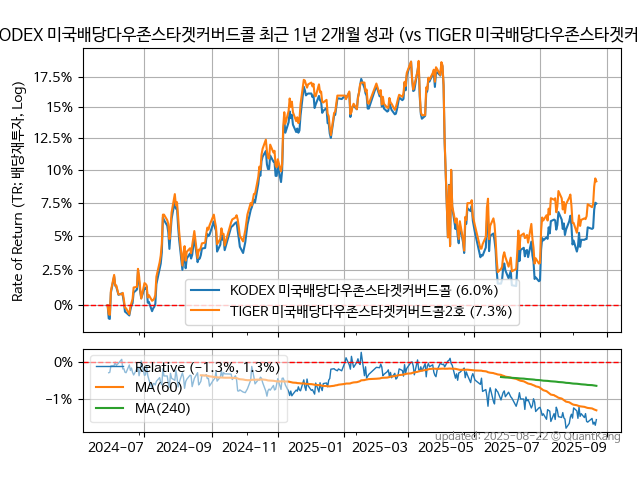 ODEX 미국배당다우존스타겟커버드콜 최근 1년 2개월 성과 (vs TIGER 미국배당다우존스타겟커
Rate of Return (TR: 배당재투자, Log)
17.5%
15%
12.5%
10%
7.5%
5%
2.5%
0%
KODEX 미국배당다우존스타겟커버드콜 (6.0%)
TIGER 미국배당다우존스타겟커버드콜2호 (7.3%)
0%
−1%
Relative (−1.3%, 1.3%)
MA(60)
MA(240)
updated: 2025-08-22 © QuantKang
2024-07 2024-09 2024-11 2025-01 2025-03 2025-05 2025-07 2025-09